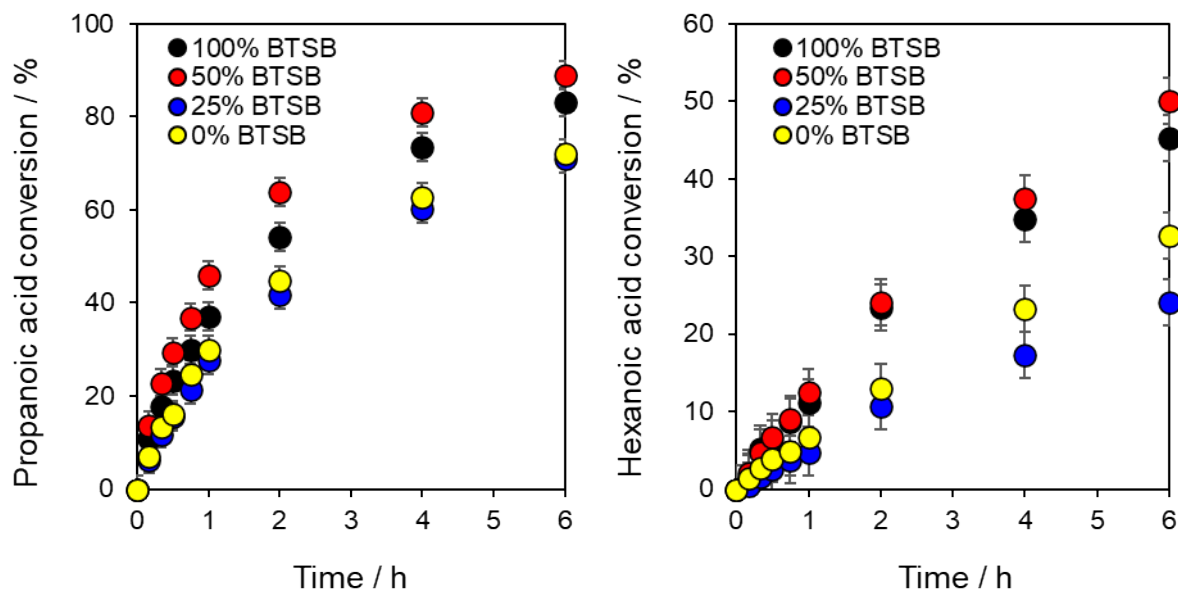 Propanoic acid conversion / %
100
80
60
40
20
0
100% BTSB
50% BTSB
25% BTSB
0% BTSB
0 1 2 3 4 5 6
Time / h
Hexanoic acid conversion / %
60
50
40
30
20
10
0
100% BTSB
50% BTSB
25% BTSB
0% BTSB
0 1 2 3 4 5 6
Time / h